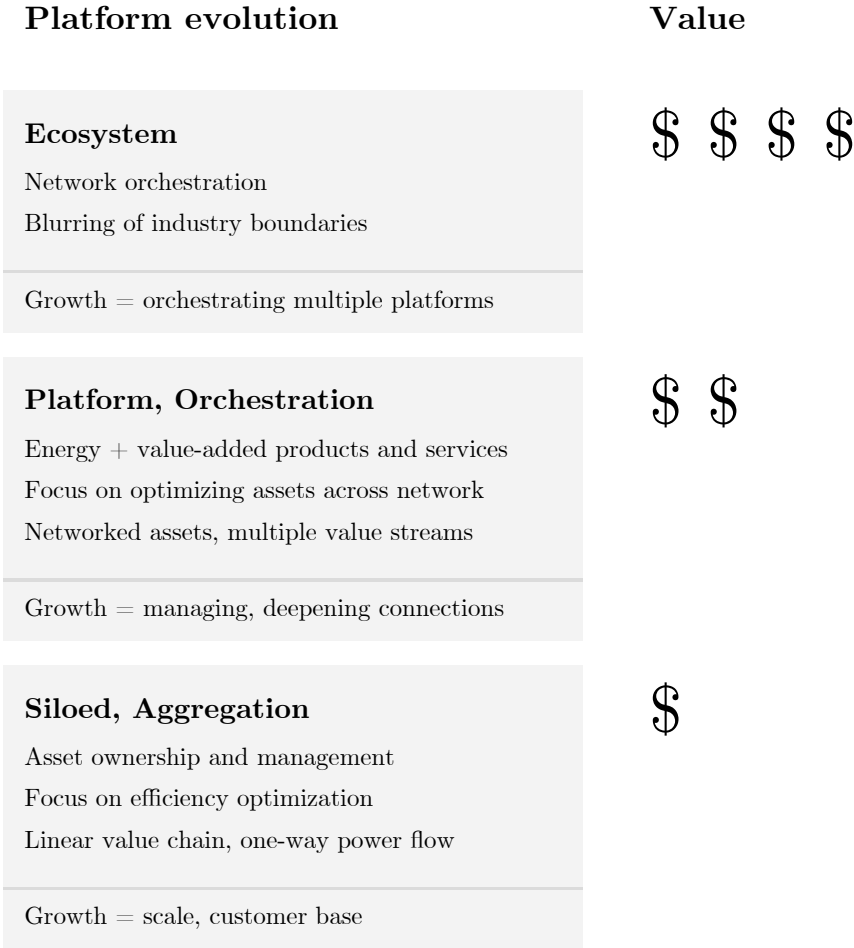 Platform evolution
Value
Ecosystem
$ $ $ $
Network orchestration
Blurring of industry boundaries
Growth = orchestrating multiple platforms
Platform, Orchestration
$ $
Energy + value-added products and services
Focus on optimizing assets across network
Networked assets, multiple value streams
Growth = managing, deepening connections
Siloed, Aggregation
$
Asset ownership and management
Focus on efficiency optimization
Linear value chain, one-way power flow
Growth = scale, customer base